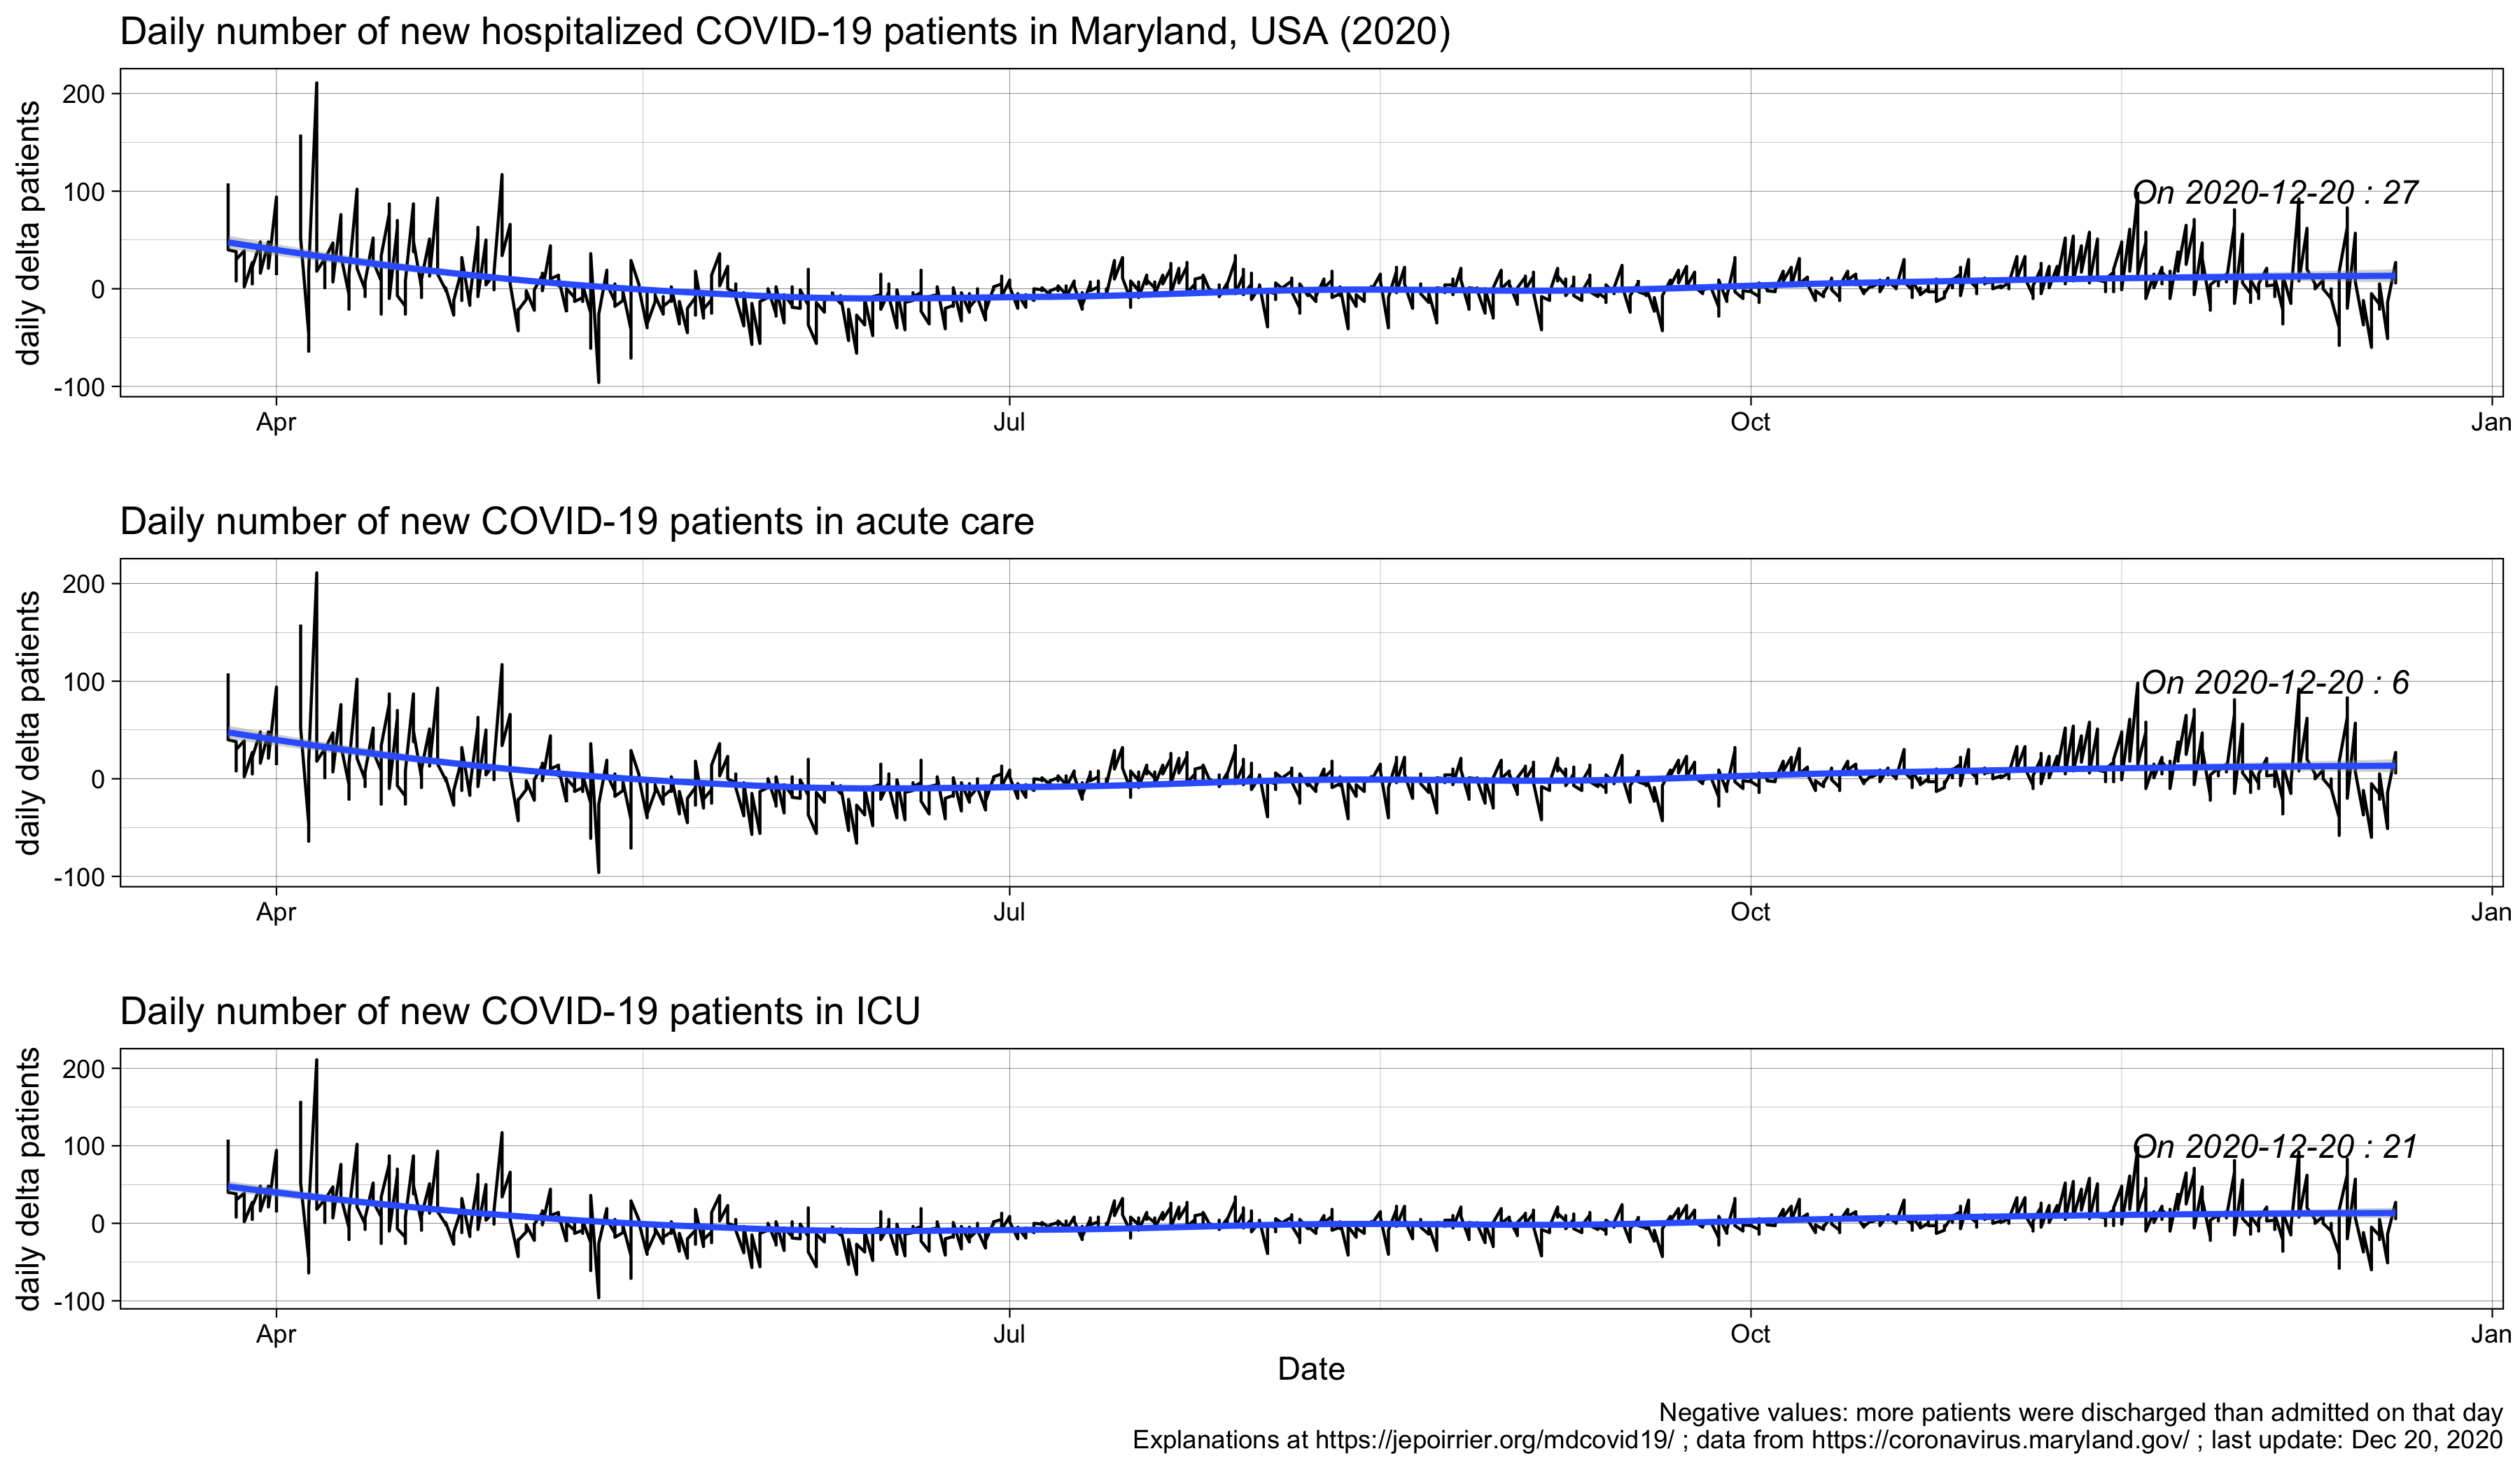 Daily number of new hospitalized COVID-19 patients in Maryland, USA (2020)
daily delta patients
200
100
0
-100
On 2020-12-20 : 27
Apr
Jul
Oct
Jan
Daily number of new COVID-19 patients in acute care
daily delta patients
200
100
0
-100
On 2020-12-20 : 6
Apr
Jul
Oct
Jan
Daily number of new COVID-19 patients in ICU
daily delta patients
200
100
0
-100
On 2020-12-20 : 21
Apr
Jul
Oct
Jan
Date
Negative values: more patients were discharged than admitted on that day
Explanations at https://jepoirrier.org/mdcovid19/ ; data from https://coronavirus.maryland.gov/ ; last update: Dec 20, 2020